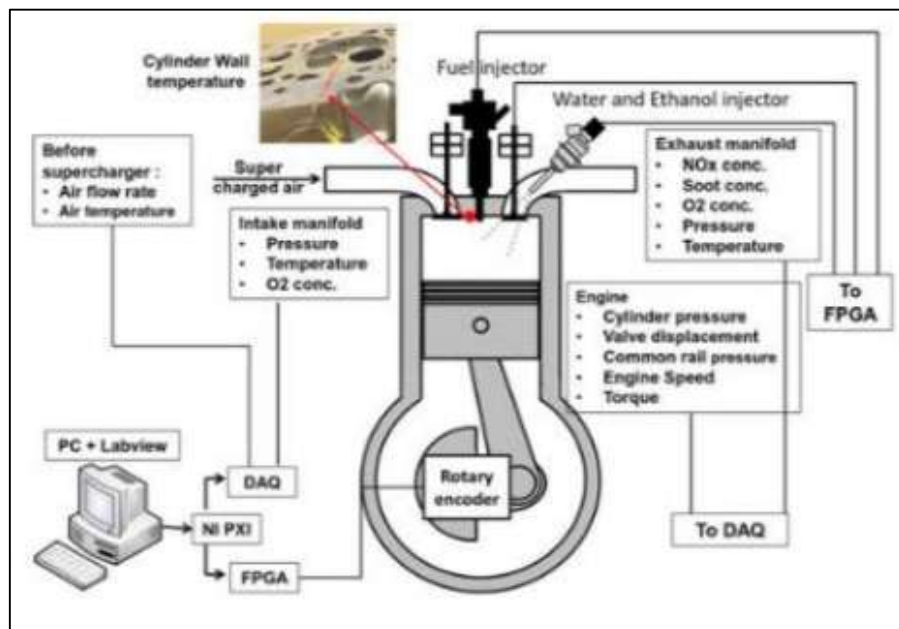 Cylinder Wall
temperature
Fuel injector
Water and Ethanol injector
Before
supercharger :
• Air flow rate
• Air temperature
Super
charged air
Intake manifold
• Pressure
• Temperature
• O2 conc.
Exhaust manifold
• NOx conc.
• Soot conc.
• O2 conc.
• Pressure
• Temperature
Engine
• Cylinder pressure
• Valve displacement
• Common rail pressure
• Engine Speed
• Torque
To
FPGA
PC + Labview
DAQ
NI PXI
FPGA
Rotary
encoder
To DAQ